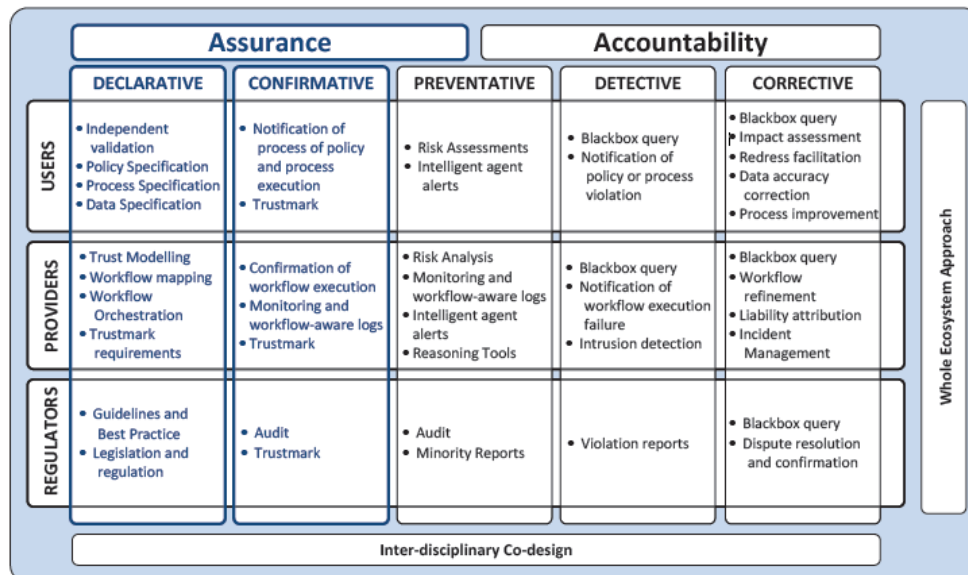 Assurance
Accountability
DECLARATIVE
CONFIRMATIVE
PREVENTATIVE
DETECTIVE
CORRECTIVE
USERS
• Independent
validation
• Policy Specification
• Process Specification
• Data Specification
• Notification of
process of policy
and process
execution
• Trustmark
• Risk Assessments
• Intelligent agent
alerts
• Blackbox query
• Notification of
policy or process
violation
• Blackbox query
• Impact assessment
• Redress facilitation
• Data accuracy
correction
• Process improvement
PROVIDERS
• Trust Modelling
• Workflow mapping
• Workflow
Orchestration
• Trustmark
requirements
• Confirmation of
workflow execution
• Monitoring and
workflow-aware logs
• Trustmark
• Risk Analysis
• Monitoring and
workflow-aware logs
• Intelligent agent
alerts
• Reasoning Tools
• Blackbox query
• Notification of
workflow execution
failure
• Intrusion detection
• Blackbox query
• Workflow
refinement
• Liability attribution
• Incident
Management
REGULATORS
• Guidelines and
Best Practice
• Legislation and
regulation
• Audit
• Trustmark
• Audit
• Minority Reports
• Violation reports
• Blackbox query
• Dispute resolution
and confirmation
Whole Ecosystem Approach
Inter-disciplinary Co-design